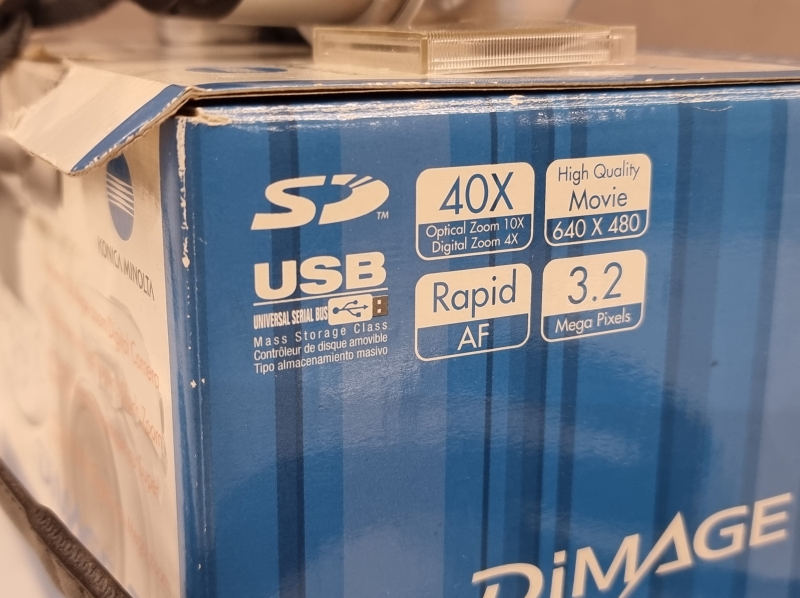 KONICA MINOLTA
SD
TM
USB
UNIVERSAL SERIAL BUS
Mass Storage Class
Contrôleur de disque amovible
Tipo almacenamiento masivo
40X
Optical Zoom 10X
Digital Zoom 4X
High Quality
Movie
640 X 480
Rapid
AF
3.2
Mega Pixels
DiMAGE